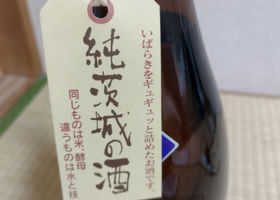 いばらきをギュギュッと詰めたお酒です。
純茨城の酒
同じものは米、酵母
違うものは水と技